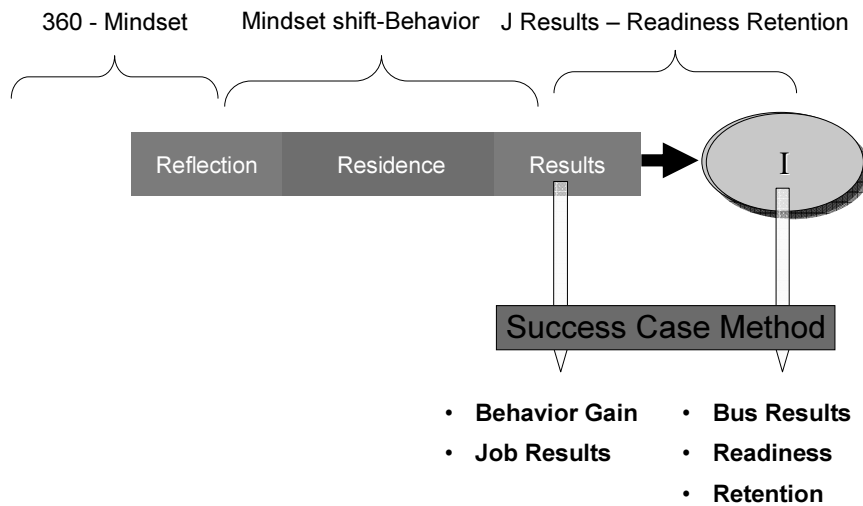 360 - Mindset
Mindset shift-Behavior
J Results – Readiness Retention
Reflection
Residence
Results
I
Success Case Method
• Behavior Gain
• Job Results
• Bus Results
• Readiness
• Retention